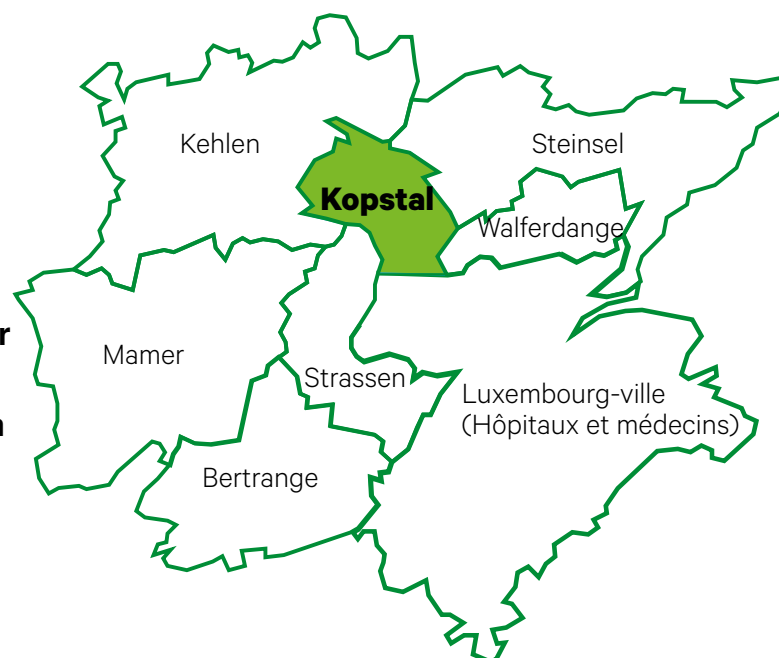 Kehlen
Steinsel
Kopstal
Walferdange
r
Mamer
Strassen
Luxembourg-ville
(Hôpitaux et médecins)
Bertrange